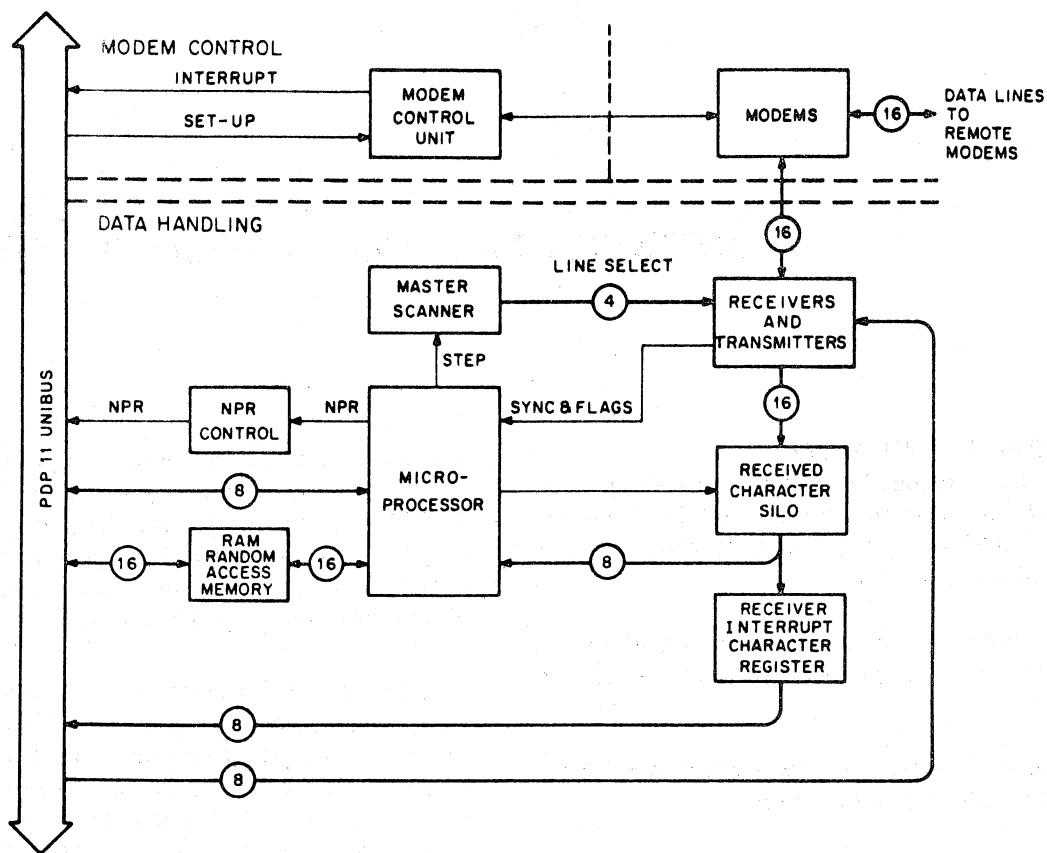 MODEM CONTROL
INTERRUPT
SET-UP
MODEM
CONTROL
UNIT
MODEMS
16
DATA LINES
TO
REMOTE
MODEMS
DATA HANDLING
16
MASTER
SCANNER
LINE SELECT
4
RECEIVERS
AND
TRANSMITTERS
STEP
PDP 11 UNIBUS
NPR
NPR
CONTROL
NPR
SYNC & FLAGS
16
8
MICRO-
PROCESSOR
RECEIVED
CHARACTER
SILO
16
RAM
RANDOM
ACCESS
MEMORY
16
8
RECEIVER
INTERRUPT
CHARACTER
REGISTER
8
8